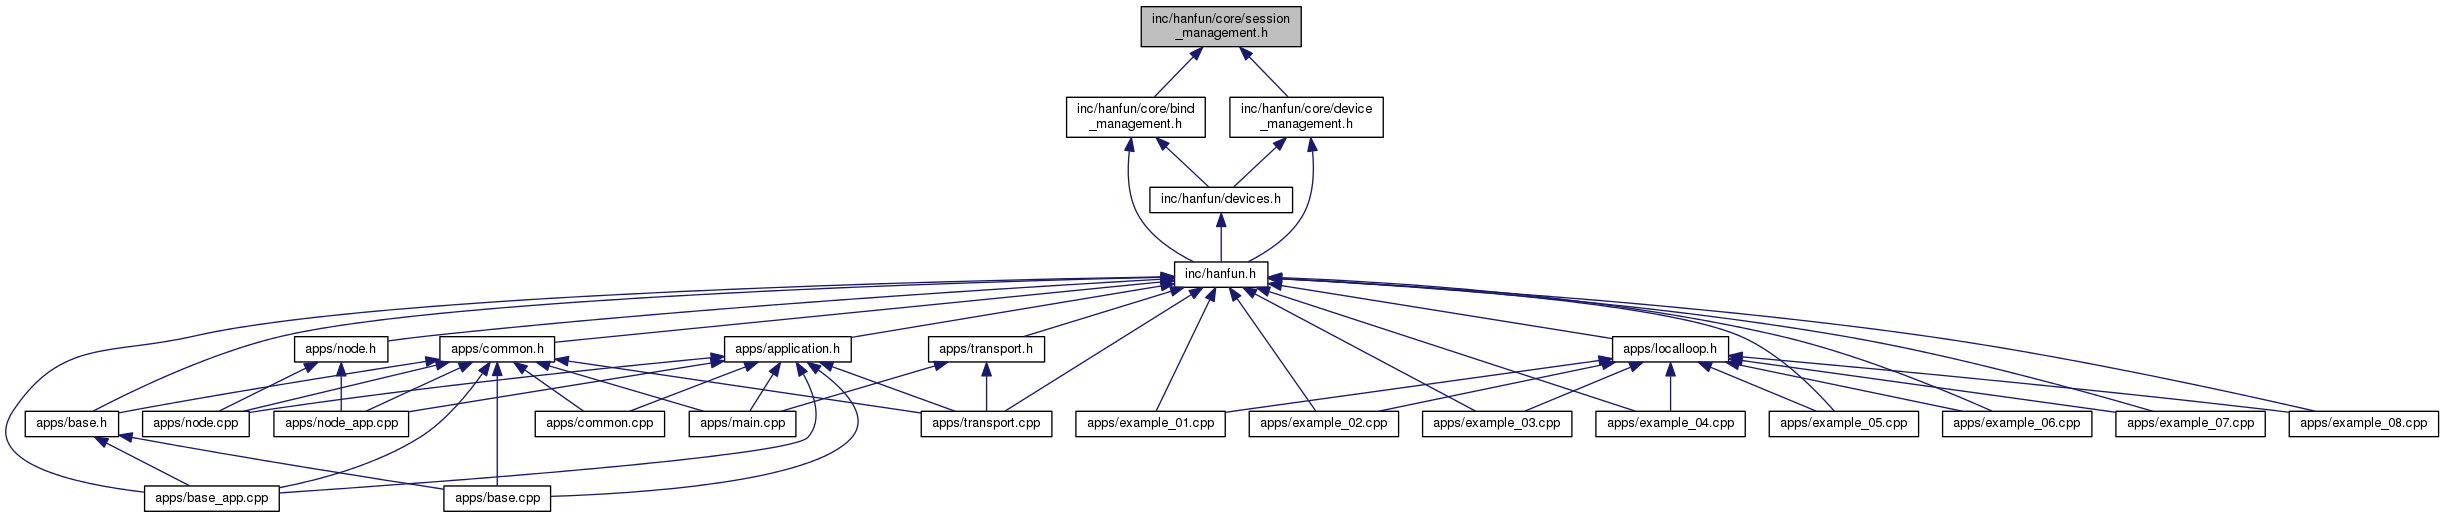 inc/hanfun/core/session
_management.h
inc/hanfun/core/bind
_management.h
inc/hanfun/core/device
_management.h
inc/hanfun/devices.h
inc/hanfun.h
apps/node.h
apps/common.h
apps/application.h
apps/transport.h
apps/localloop.h
apps/base.h
apps/node.cpp
apps/node_app.cpp
apps/common.cpp
apps/main.cpp
apps/transport.cpp
apps/example_01.cpp
apps/example_02.cpp
apps/example_03.cpp
apps/example_04.cpp
apps/example_05.cpp
apps/example_06.cpp
apps/example_07.cpp
apps/example_08.cpp
apps/base_app.cpp
apps/base.cpp